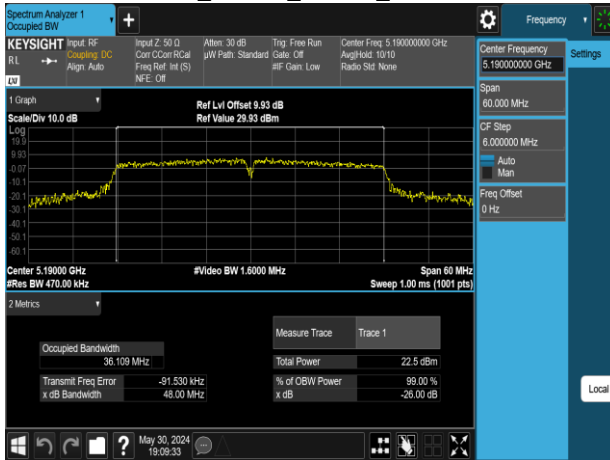 Spectrum Analyzer 1
Occupied BW
Frequency
KEYSIGHT
RL
LXI
Input: RF
Coupling: DC
Align: Auto
Input Z: 50 Ω
Corr CCorr RCal
Freq Ref: Int (S)
NFE: Off
Atten: 30 dB
µW Path: Standard
Trig: Free Run
Gate: Off
#IF Gain: Low
Center Freq: 5.190000000 GHz
Avg|Hold: 10/10
Radio Std: None
Center Frequency
5.190000000 GHz
Settings
Span
60.000 MHz
CF Step
6.000000 MHz
Auto
Man
Freq Offset
0 Hz
1 Graph
Scale/Div 10.0 dB
Ref Lvl Offset 9.93 dB
Ref Value 29.93 dBm
Log
19.9
9.93
-0.07
-10.1
-20.1
-30.1
-40.1
-50.1
-60.1
Center 5.19000 GHz
#Video BW 1.6000 MHz
Span 60 MHz
#Res BW 470.00 kHz
Sweep 1.00 ms (1001 pts)
2 Metrics
Measure Trace
Trace 1
Occupied Bandwidth
36.109 MHz
Total Power
22.5 dBm
Transmit Freq Error
-91.530 kHz
% of OBW Power
99.00 %
x dB Bandwidth
48.00 MHz
x dB
-26.00 dB
Local
?
May 30, 2024
19:09:33